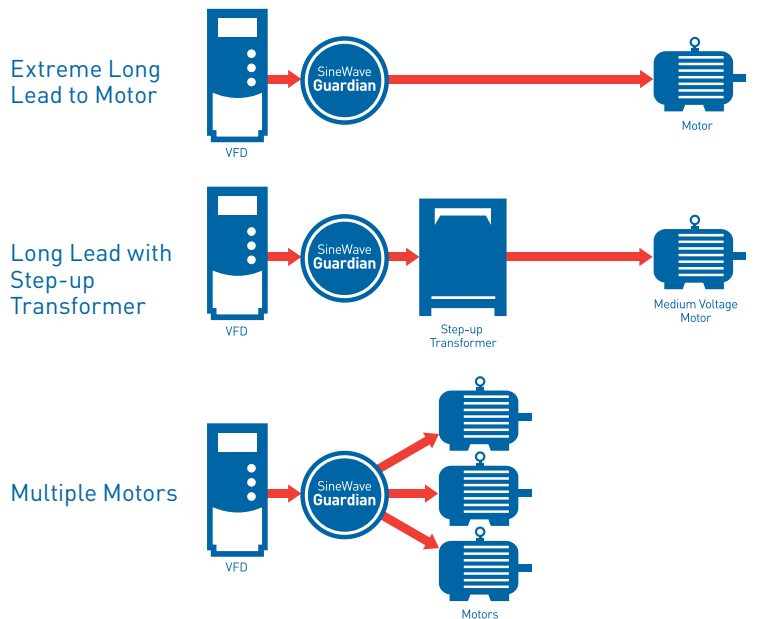 Extreme Long
Lead to Motor
SineWave
Guardian
VFD
Motor
Long Lead with
Step-up
Transformer
SineWave
Guardian
VFD
Step-up
Transformer
Medium Voltage
Motor
Multiple Motors
SineWave
Guardian
VFD
Motors